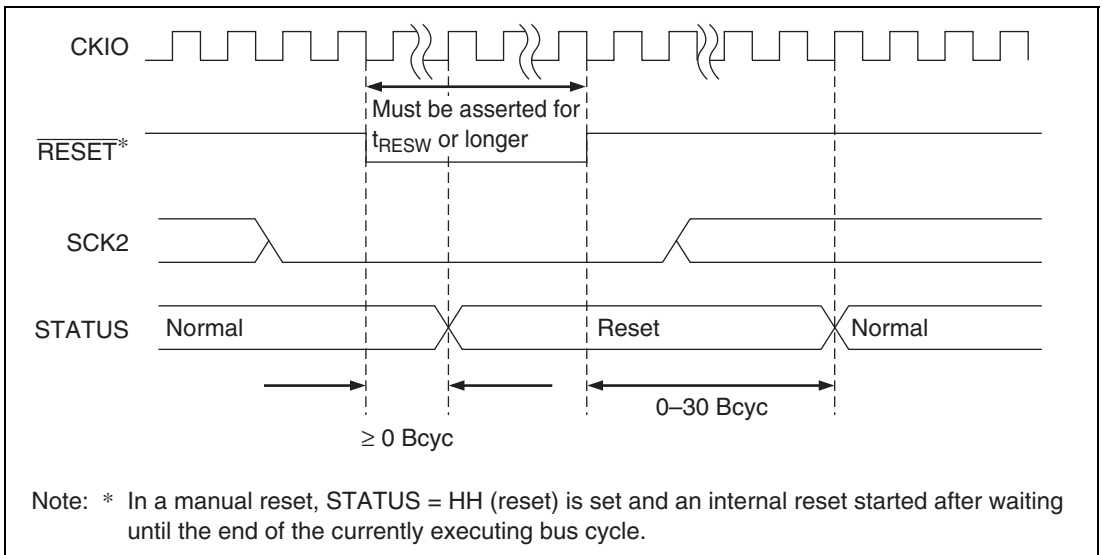 CKIO
Must be asserted for
tRESW or longer
RESET*
SCK2
STATUS
Normal
Reset
Normal
0–30 Bcyc
≥ 0 Bcyc
Note: * In a manual reset, STATUS = HH (reset) is set and an internal reset started after waiting
until the end of the currently executing bus cycle.